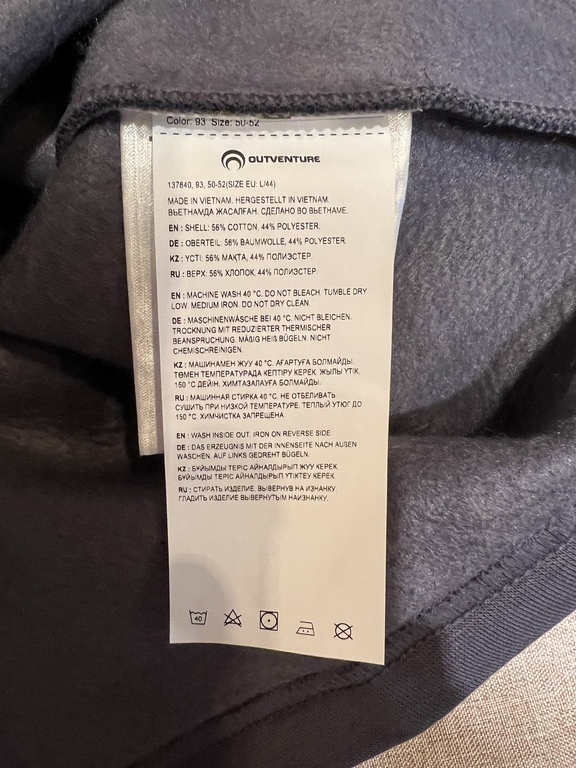 Color: 93 Size: 50-52
OUTVENTURE
137840, 93, 50-52(SIZE EU: L/44)
MADE IN VIETNAM. HERGESTELLT IN VIETNAM.
ВЬЕТНАМДА ЖАСАЛҒАН. СДЕЛАНО ВО ВЬЕТНАМЕ.
EN : SHELL: 56% COTTON, 44% POLYESTER.
DE : OBERTEIL: 56% BAUMWOLLE, 44% POLYESTER.
KZ : ҮСТІ: 56% МАҚТА, 44% ПОЛИЭСТЕР.
RU : ВЕРХ: 56% ХЛОПОК, 44% ПОЛИЭСТЕР.
EN : MACHINE WASH 40 °C. DO NOT BLEACH. TUMBLE DRY
LOW. MEDIUM IRON. DO NOT DRY CLEAN.
DE : MASCHINENWÄSCHE BEI 40 °C. NICHT BLEICHEN.
TROCKNUNG MIT REDUZIERTER THERMISCHER
BEANSPRUCHUNG. MÄßIG HEIß BÜGELN. NICHT
CHEMISCHREINIGEN.
KZ : МАШИНАМЕН ЖУУ 40 °C. АҒАРТУҒА БОЛМАЙДЫ.
ТӨМЕН ТЕМПЕРАТУРАДА КЕПТІРУ КЕРЕК. ЖЫЛЫ ҮТІК,
150 °C ДЕЙІН. ХИМТАЗАЛАУҒА БОЛМАЙДЫ.
RU : МАШИННАЯ СТИРКА 40 °C. НЕ ОТБЕЛИВАТЬ.
СУШИТЬ ПРИ НИЗКОЙ ТЕМПЕРАТУРЕ. ТЕПЛЫЙ УТЮГ ДО
150 °C. ХИМЧИСТКА ЗАПРЕЩЕНА.
EN : WASH INSIDE OUT. IRON ON REVERSE SIDE.
DE : DAS ERZEUGNIS MIT DER INNENSEITE NACH AUßEN
WASCHEN. AUF LINKS GEDREHT BÜGELN.
KZ : БҰЙЫМДЫ ТЕРІС АЙНАЛДЫРЫП ЖУУ КЕРЕК.
БҰЙЫМДЫ ТЕРІС АЙНАЛДЫРЫП ҮТІКТЕУ КЕРЕК.
RU : СТИРАТЬ ИЗДЕЛИЕ, ВЫВЕРНУВ НА ИЗНАНКУ.
ГЛАДИТЬ ИЗДЕЛИЕ ВЫВЕРНУТЫМ НАИЗНАНКУ.
40